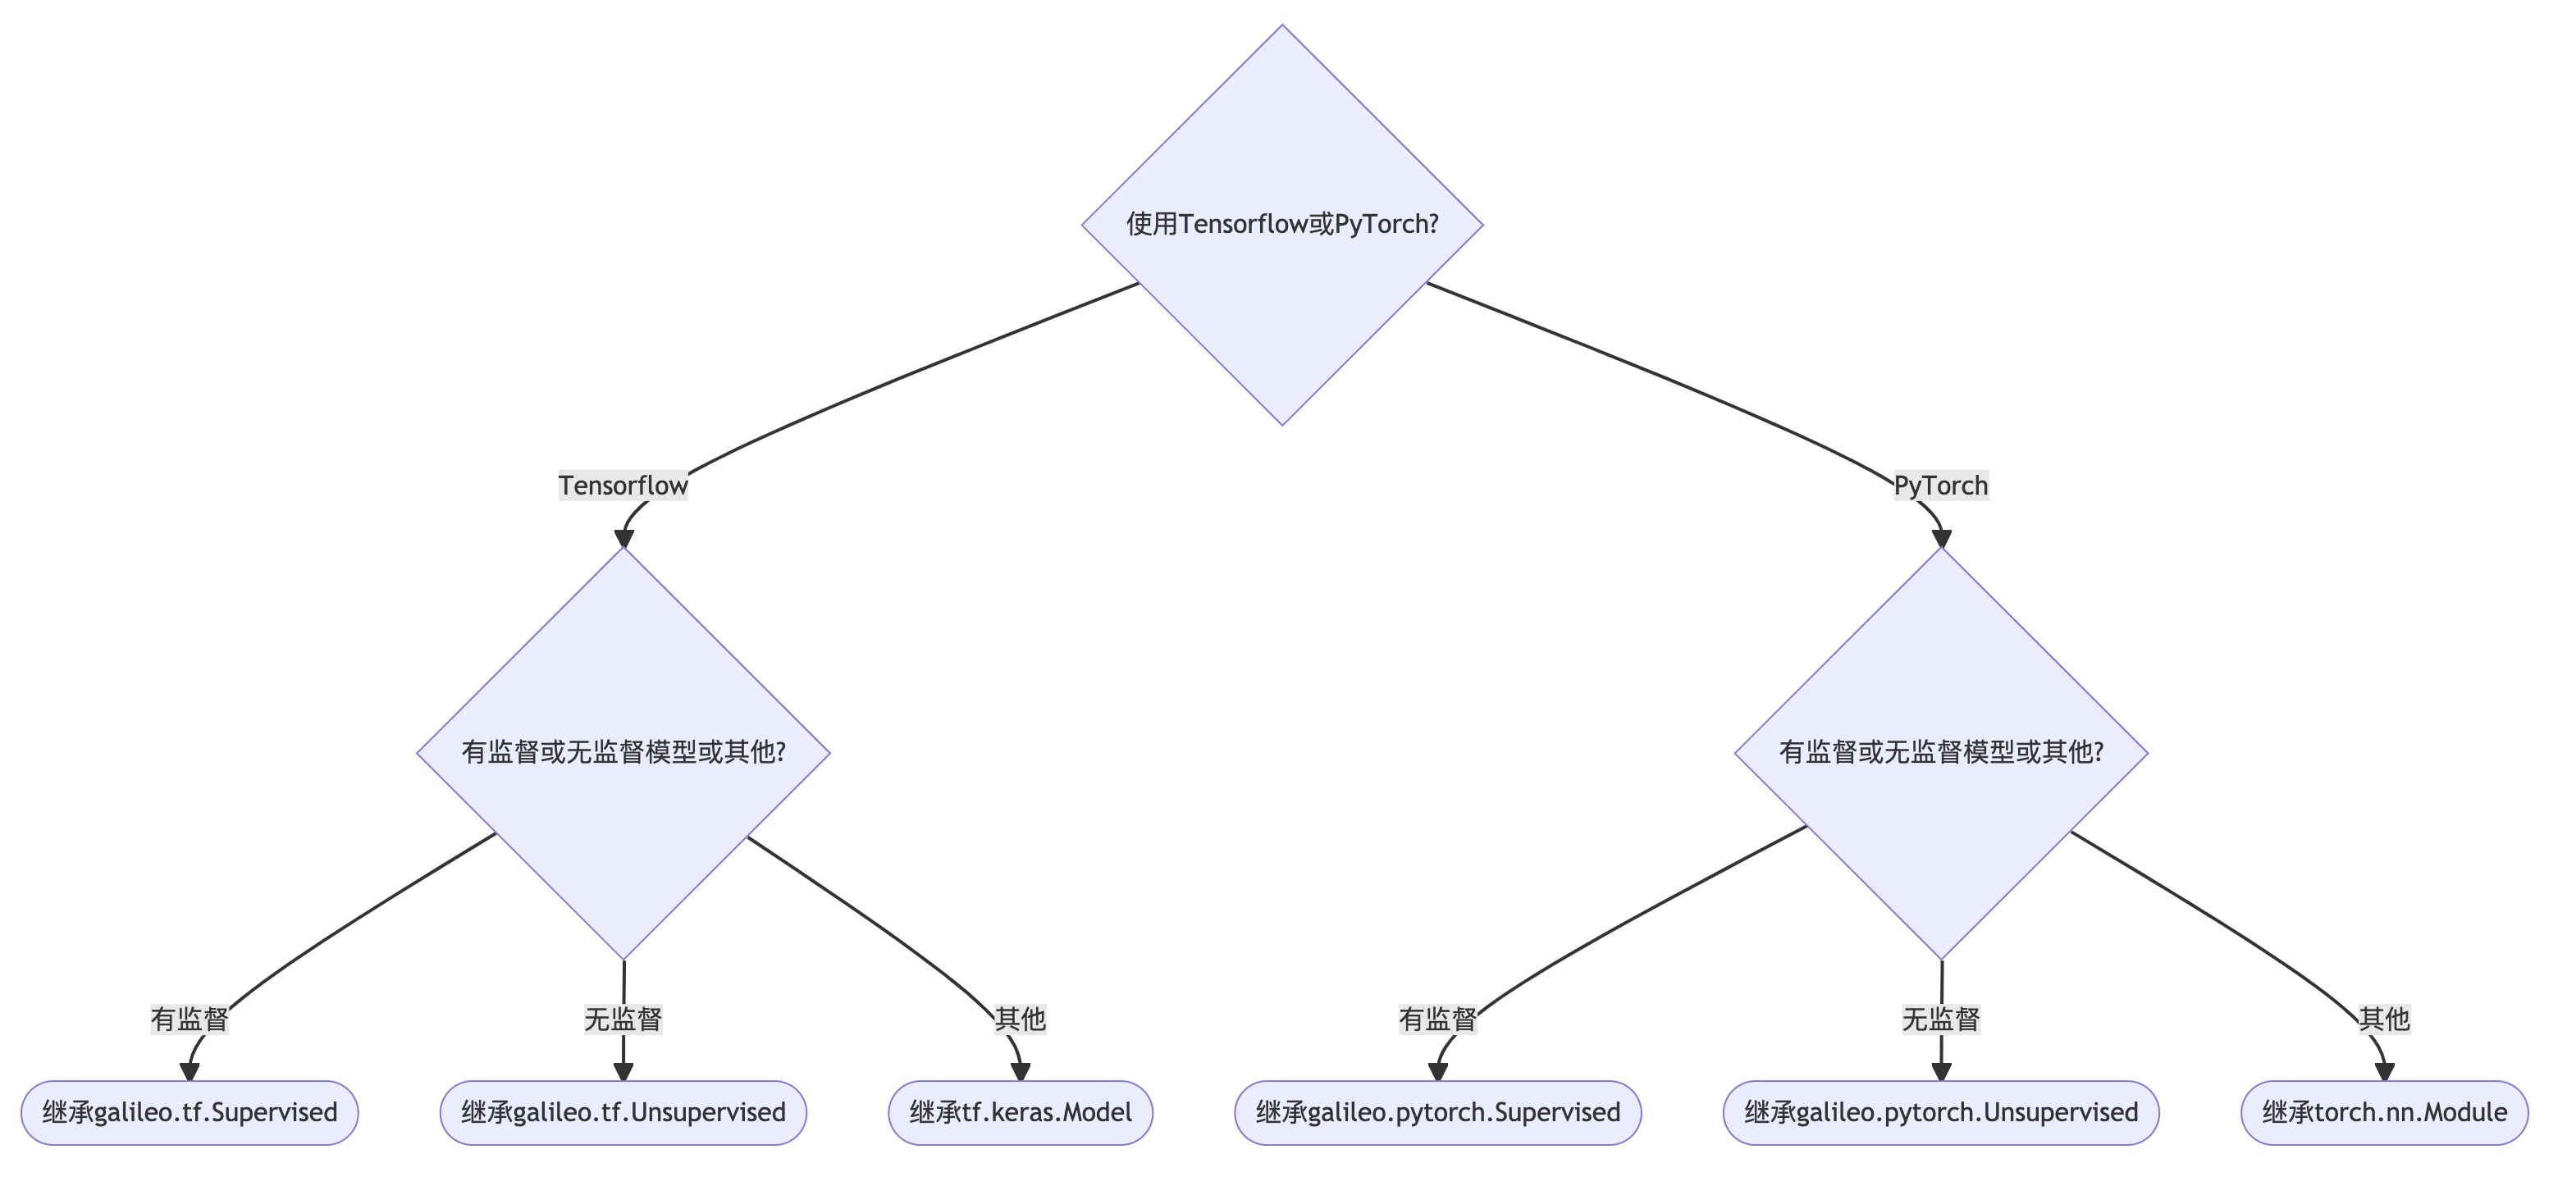 使用Tensorflow或PyTorch?
Tensorflow
PyTorch
有监督或无监督模型或其他?
有监督或无监督模型或其他?
有监督
无监督
其他
有监督
无监督
其他
继承galileo.tf.Supervised
继承galileo.tf.Unsupervised
继承tf.keras.Model
继承galileo.pytorch.Supervised
继承galileo.pytorch.Unsupervised
继承torch.nn.Module